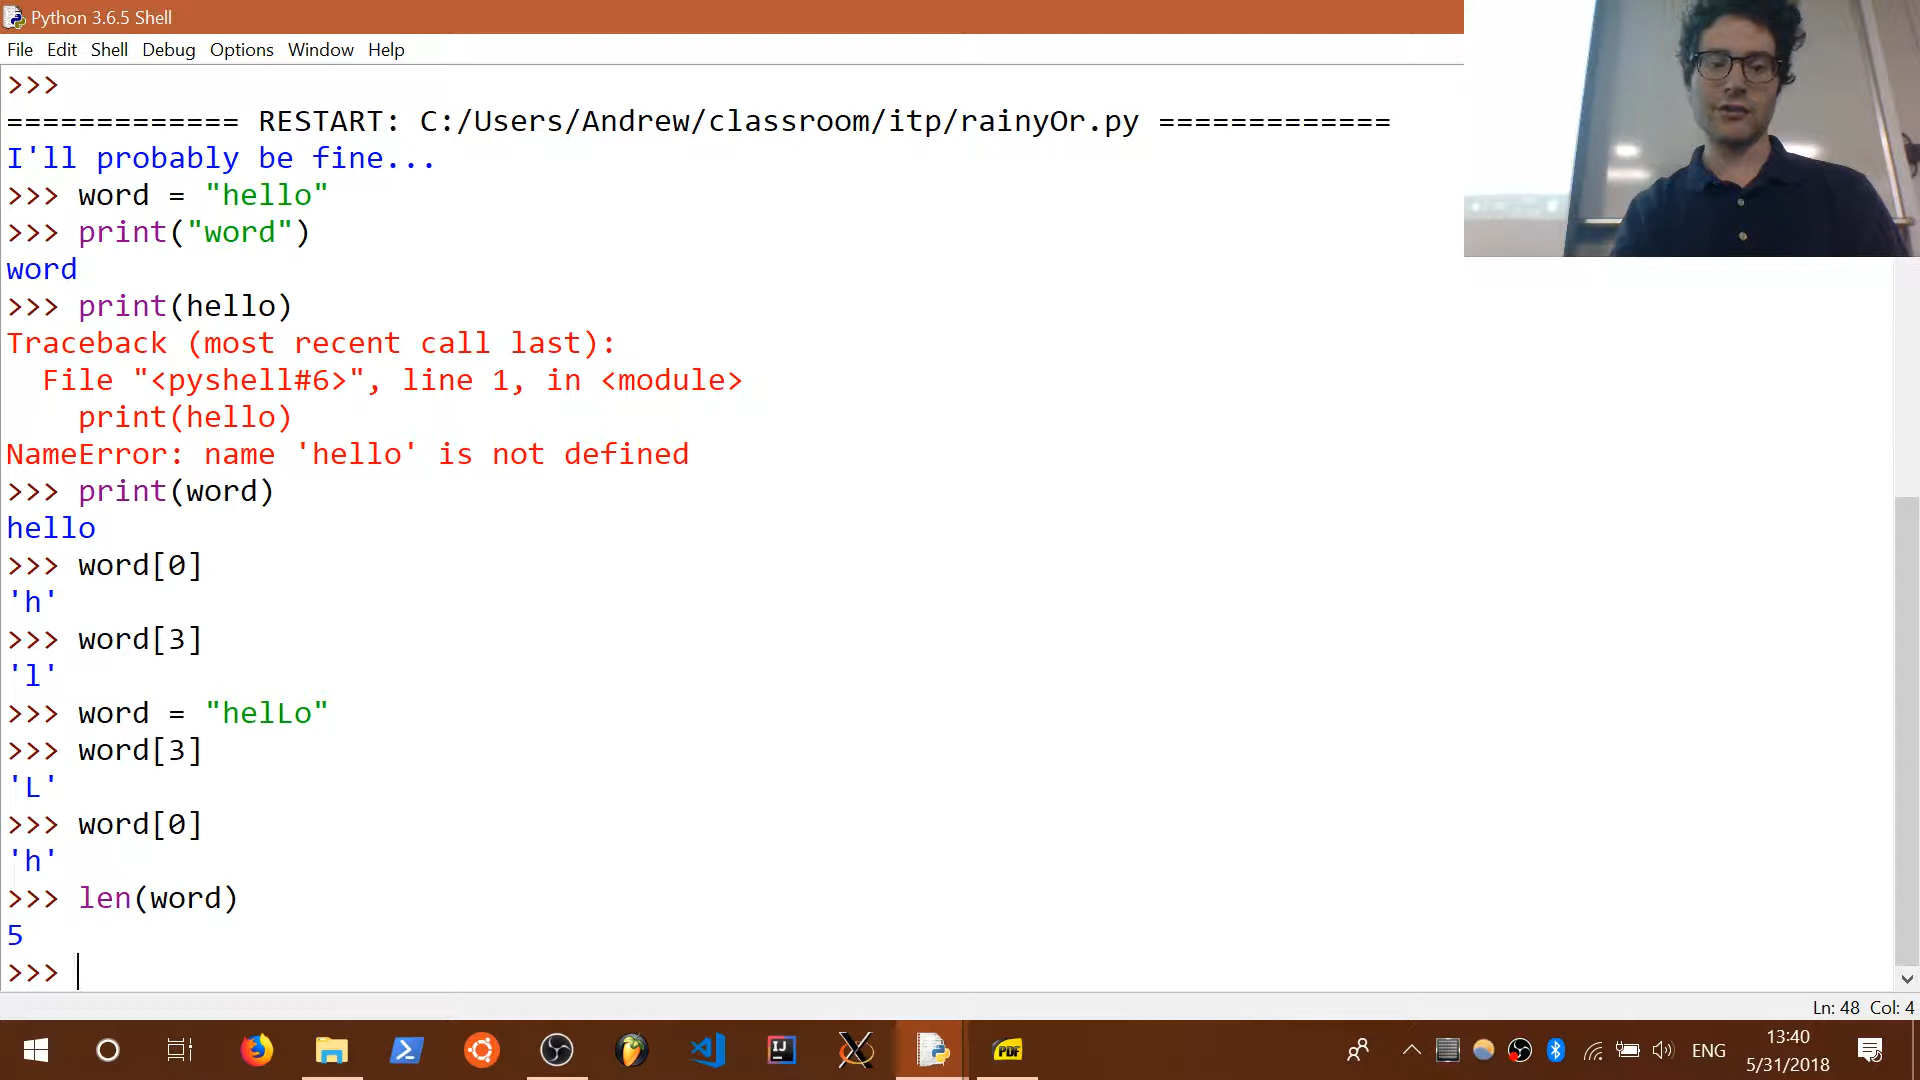 Python 3.6.5 Shell
File Edit Shell Debug Options Window Help
>>>
============= RESTART: C:/Users/Andrew/classroom/itp/rainyOr.py =============
I'll probably be fine...
>>> word = "hello"
>>> print("word")
word
>>> print(hello)
Traceback (most recent call last):
  File "<pyshell#6>", line 1, in <module>
    print(hello)
NameError: name 'hello' is not defined
>>> print(word)
hello
>>> word[0]
'h'
>>> word[3]
'l'
>>> word = "helLo"
>>> word[3]
'L'
>>> word[0]
'h'
>>> len(word)
5
>>>
Ln: 48 Col: 4
IJ
PDF
ENG
13:40
5/31/2018